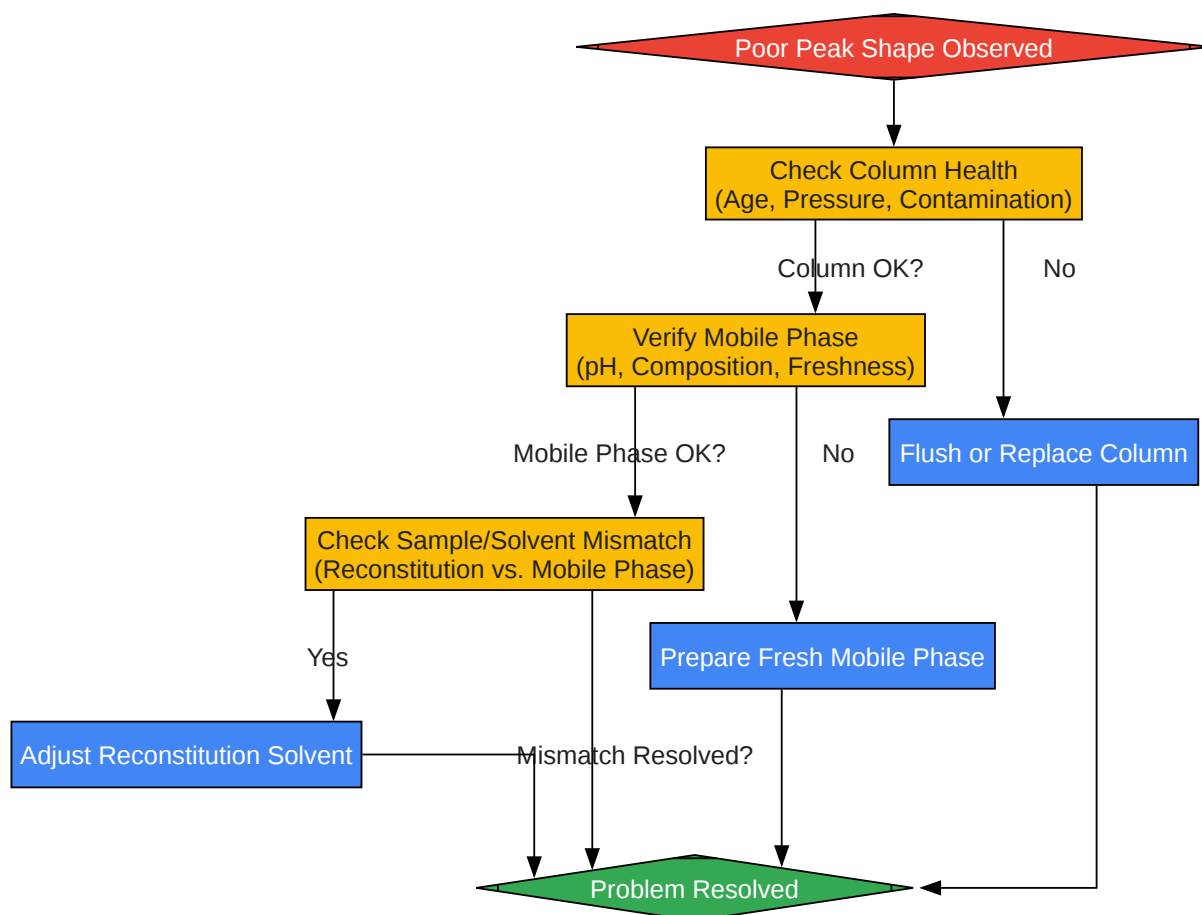 Poor Peak Shape Observed
Check Column Health
(Age, Pressure, Contamination)
Column OK?
No
Verify Mobile Phase
(pH, Composition, Freshness)
Mobile Phase OK?
No
Flush or Replace Column
Check Sample/Solvent Mismatch
(Reconstitution vs. Mobile Phase)
Yes
Prepare Fresh Mobile Phase
Adjust Reconstitution Solvent
Mismatch Resolved?
Problem Resolved